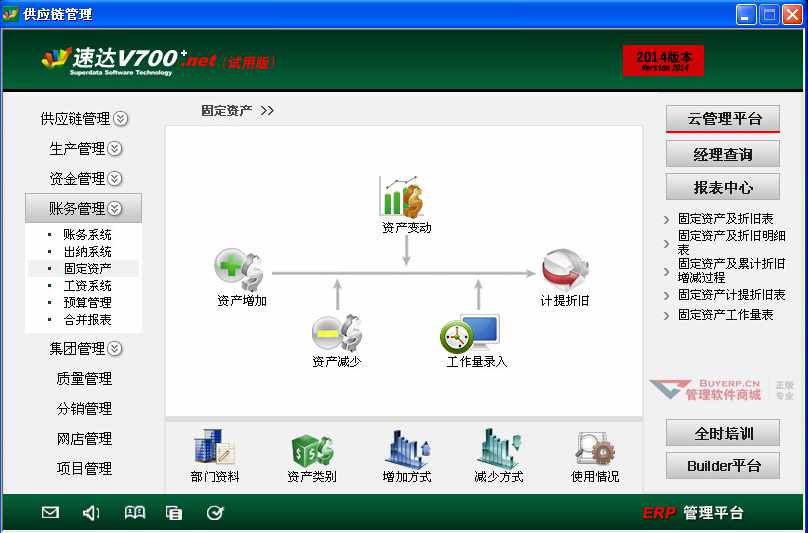 供应链管理
速达V700+.net (试用版)
Superdata Software Technology
2014版本
Version 2014
供应链管理
生产管理
资金管理
账务管理
账务系统
出纳系统
固定资产
工资系统
预算管理
合并报表
集团管理
质量管理
分销管理
网店管理
项目管理
固定资产 >>
资产变动
资产增加
计提折旧
资产减少
工作量录入
部门资料
资产类别
增加方式
减少方式
使用情况
云管理平台
经理查询
报表中心
固定资产及折旧表
固定资产及折旧明细
表
固定资产及累计折旧
增减过程
固定资产计提折旧表
固定资产工作量表
BUYERP.CN
管理软件商城
正版
专业
全时培训
Builder平台
ERP 管理平台